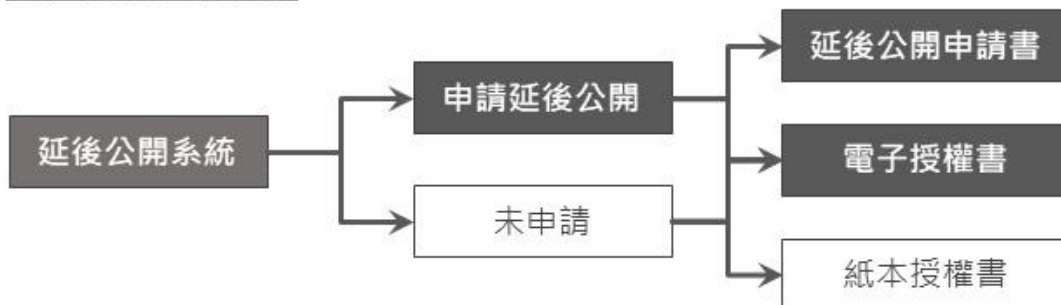 延後公開系統
申請延後公開
未申請
延後公開申請書
電子授權書
紙本授權書